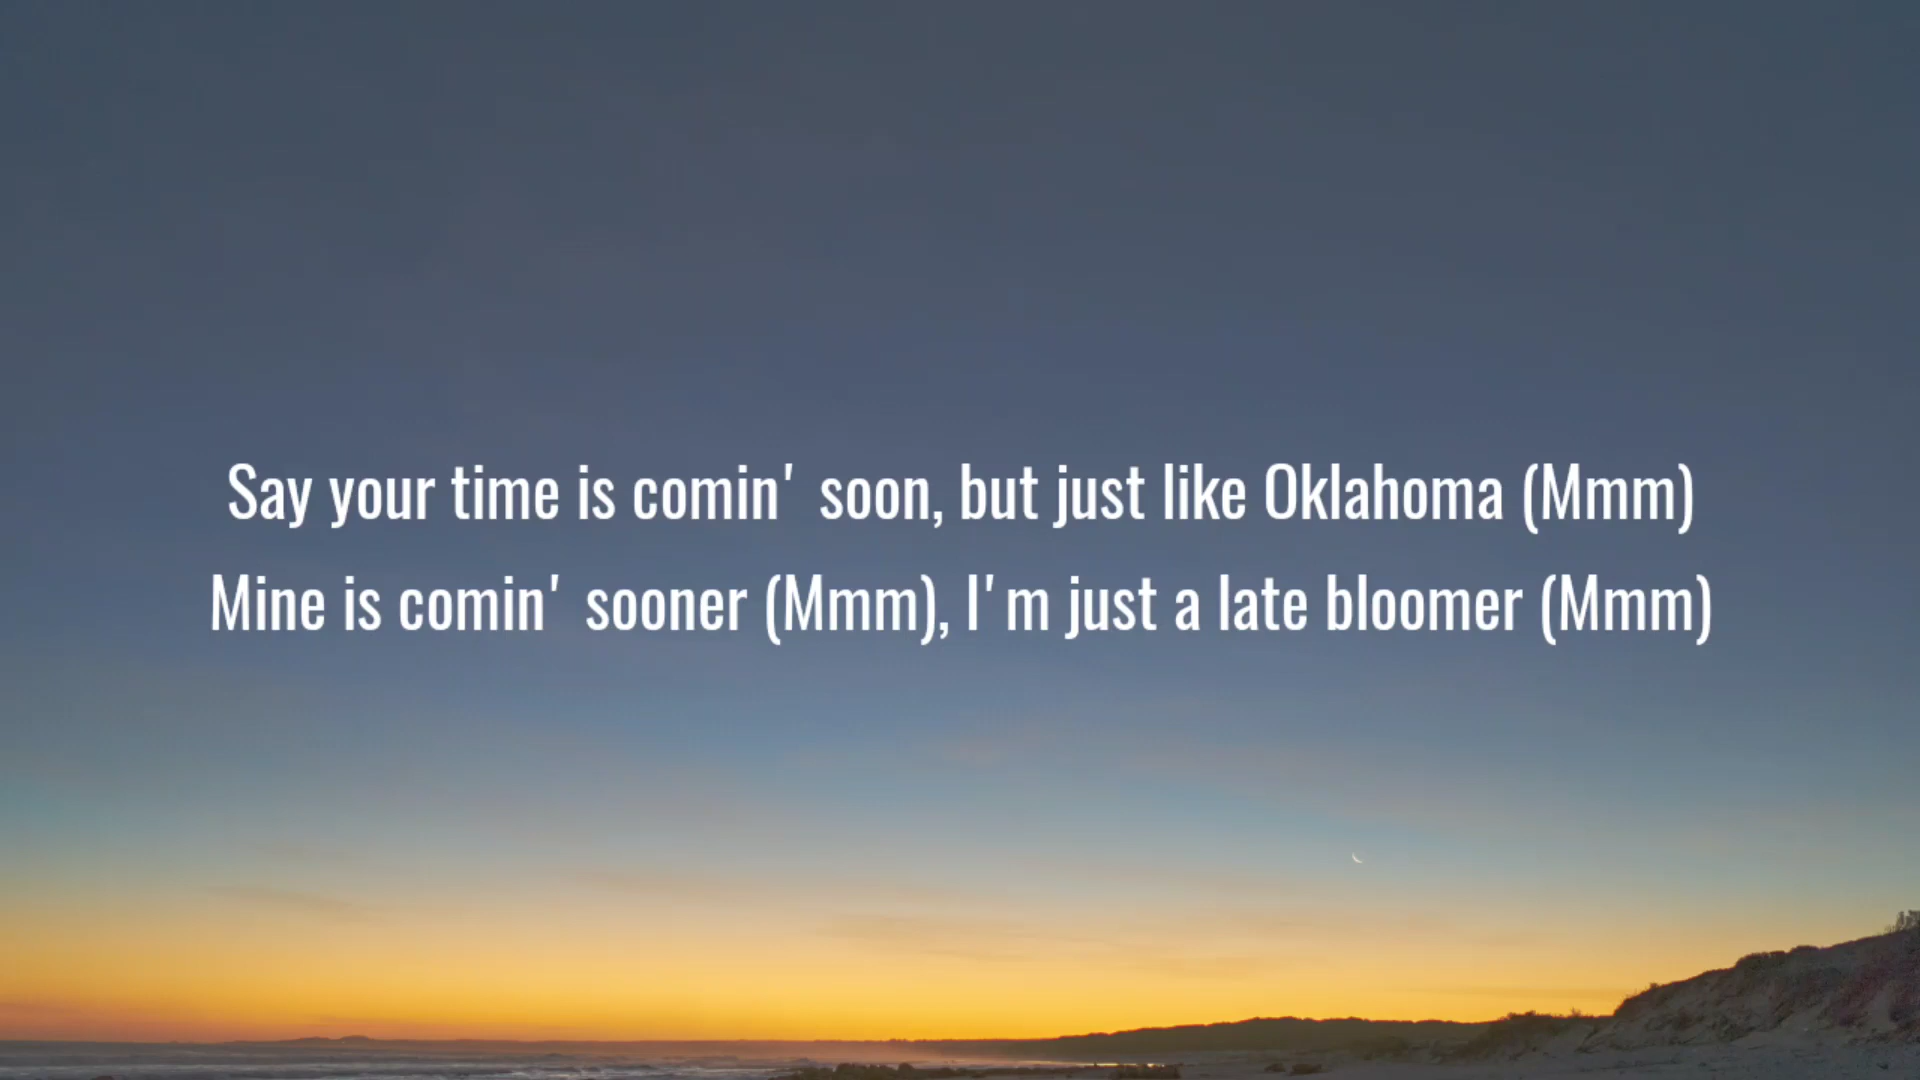 Say your time is comin' soon, but just like Oklahoma (Mmm)
Mine is comin' sooner (Mmm), I'm just a late bloomer (Mmm)